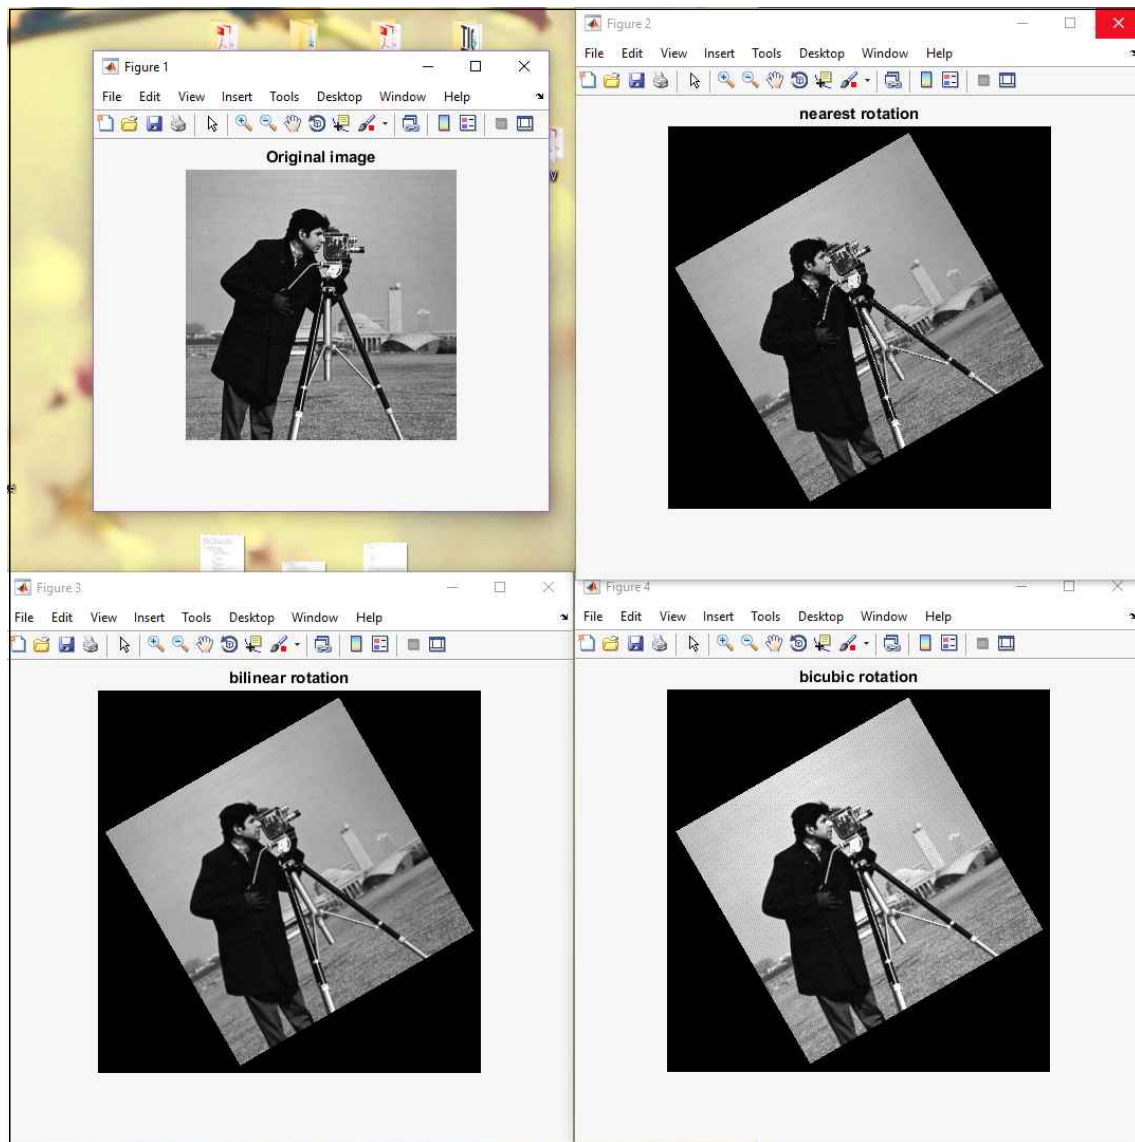 Figure 1
File Edit View Insert Tools Desktop Window Help
Original image
Figure 2
File Edit View Insert Tools Desktop Window Help
nearest rotation
Figure 3
File Edit View Insert Tools Desktop Window Help
bilinear rotation
Figure 4
File Edit View Insert Tools Desktop Window Help
bicubic rotation